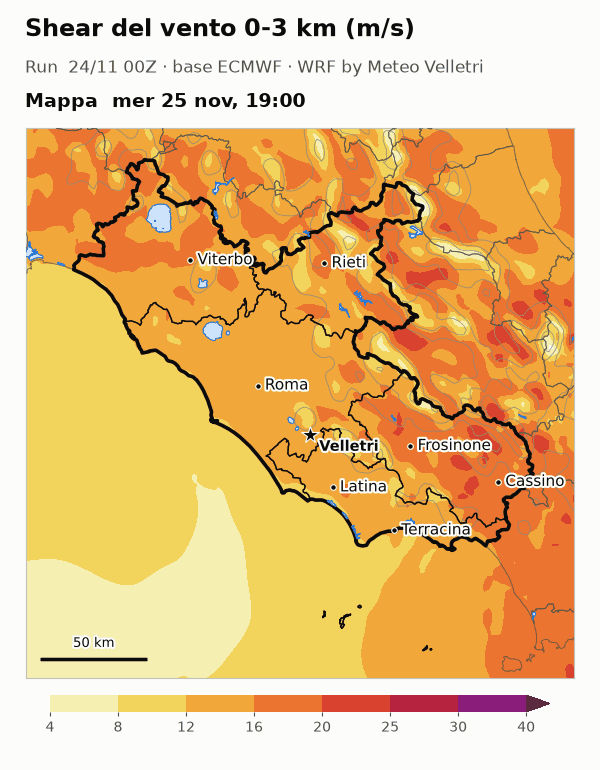 Shear del vento 0-3 km (m/s)
Run  24/11 00Z · base ECMWF · WRF by Meteo Velletri
Mappa  mer 25 nov, 19:00
Viterbo
Rieti
Roma
Velletri
Frosinone
Cassino
Latina
Terracina
50 km
4 8 12 16 20 25 30 40